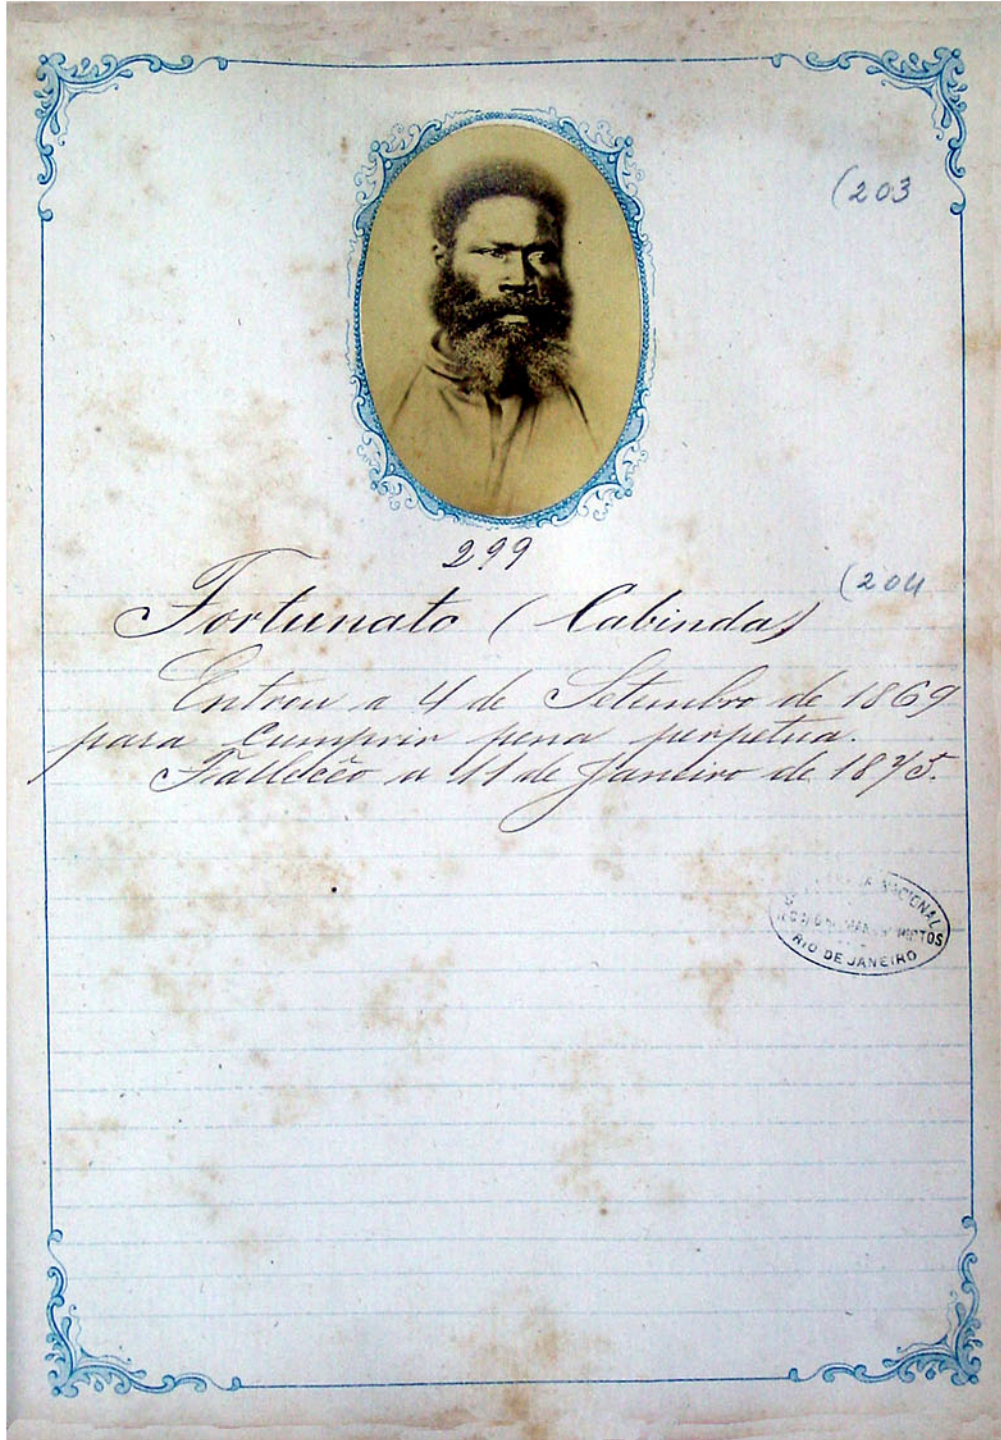 (203
299
(204
Fortunato (Cabinda)
Entrou a 4 de Setembro de 1869
para cumprir pena perpetua.
Falleceo a 11 de Janeiro de 1875.
NACIONAL
RIO DE JANEIRO